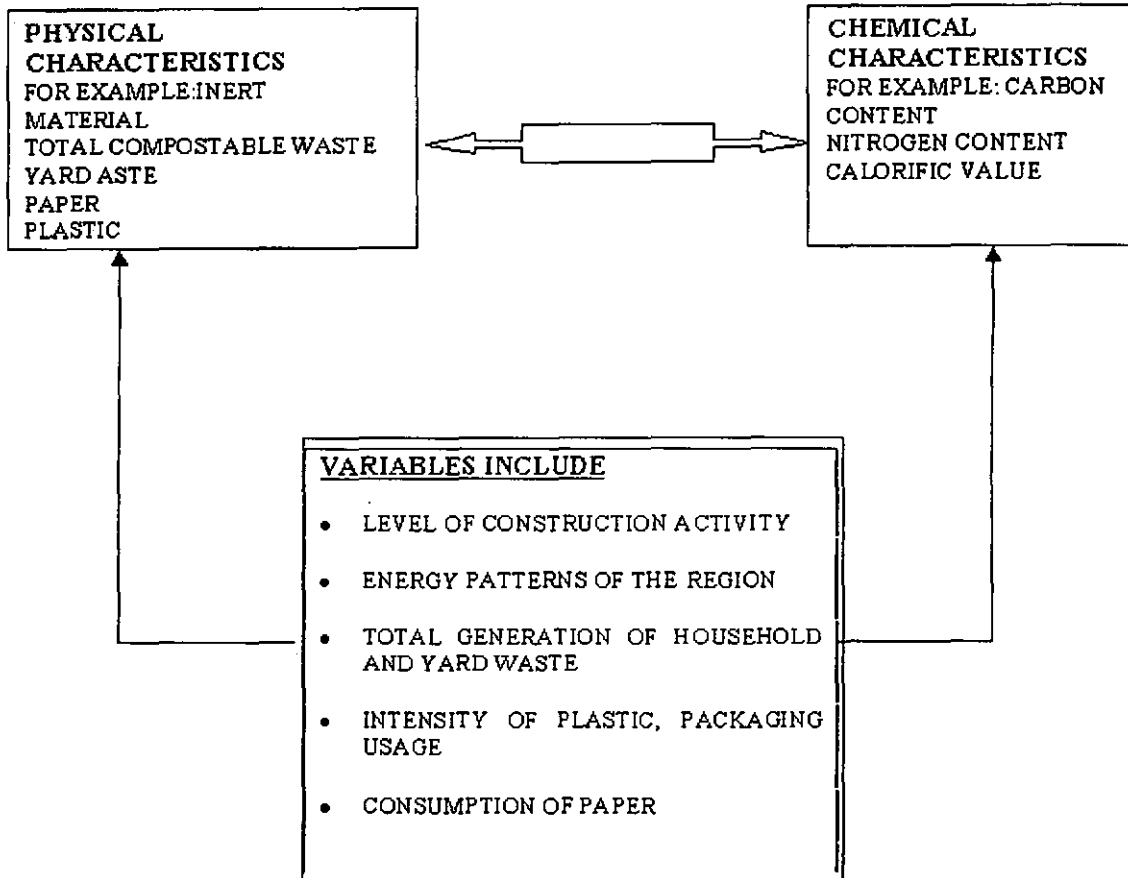 PHYSICAL
CHARACTERISTICS
FOR EXAMPLE:INERT
MATERIAL
TOTAL COMPOSTABLE WASTE
YARD ASTE
PAPER
PLASTIC
CHEMICAL
CHARACTERISTICS
FOR EXAMPLE: CARBON
CONTENT
NITROGEN CONTENT
CALORIFIC VALUE
VARIABLES INCLUDE
• LEVEL OF CONSTRUCTION ACTIVITY
• ENERGY PATTERNS OF THE REGION
• TOTAL GENERATION OF HOUSEHOLD
AND YARD WASTE
• INTENSITY OF PLASTIC, PACKAGING
USAGE
• CONSUMPTION OF PAPER